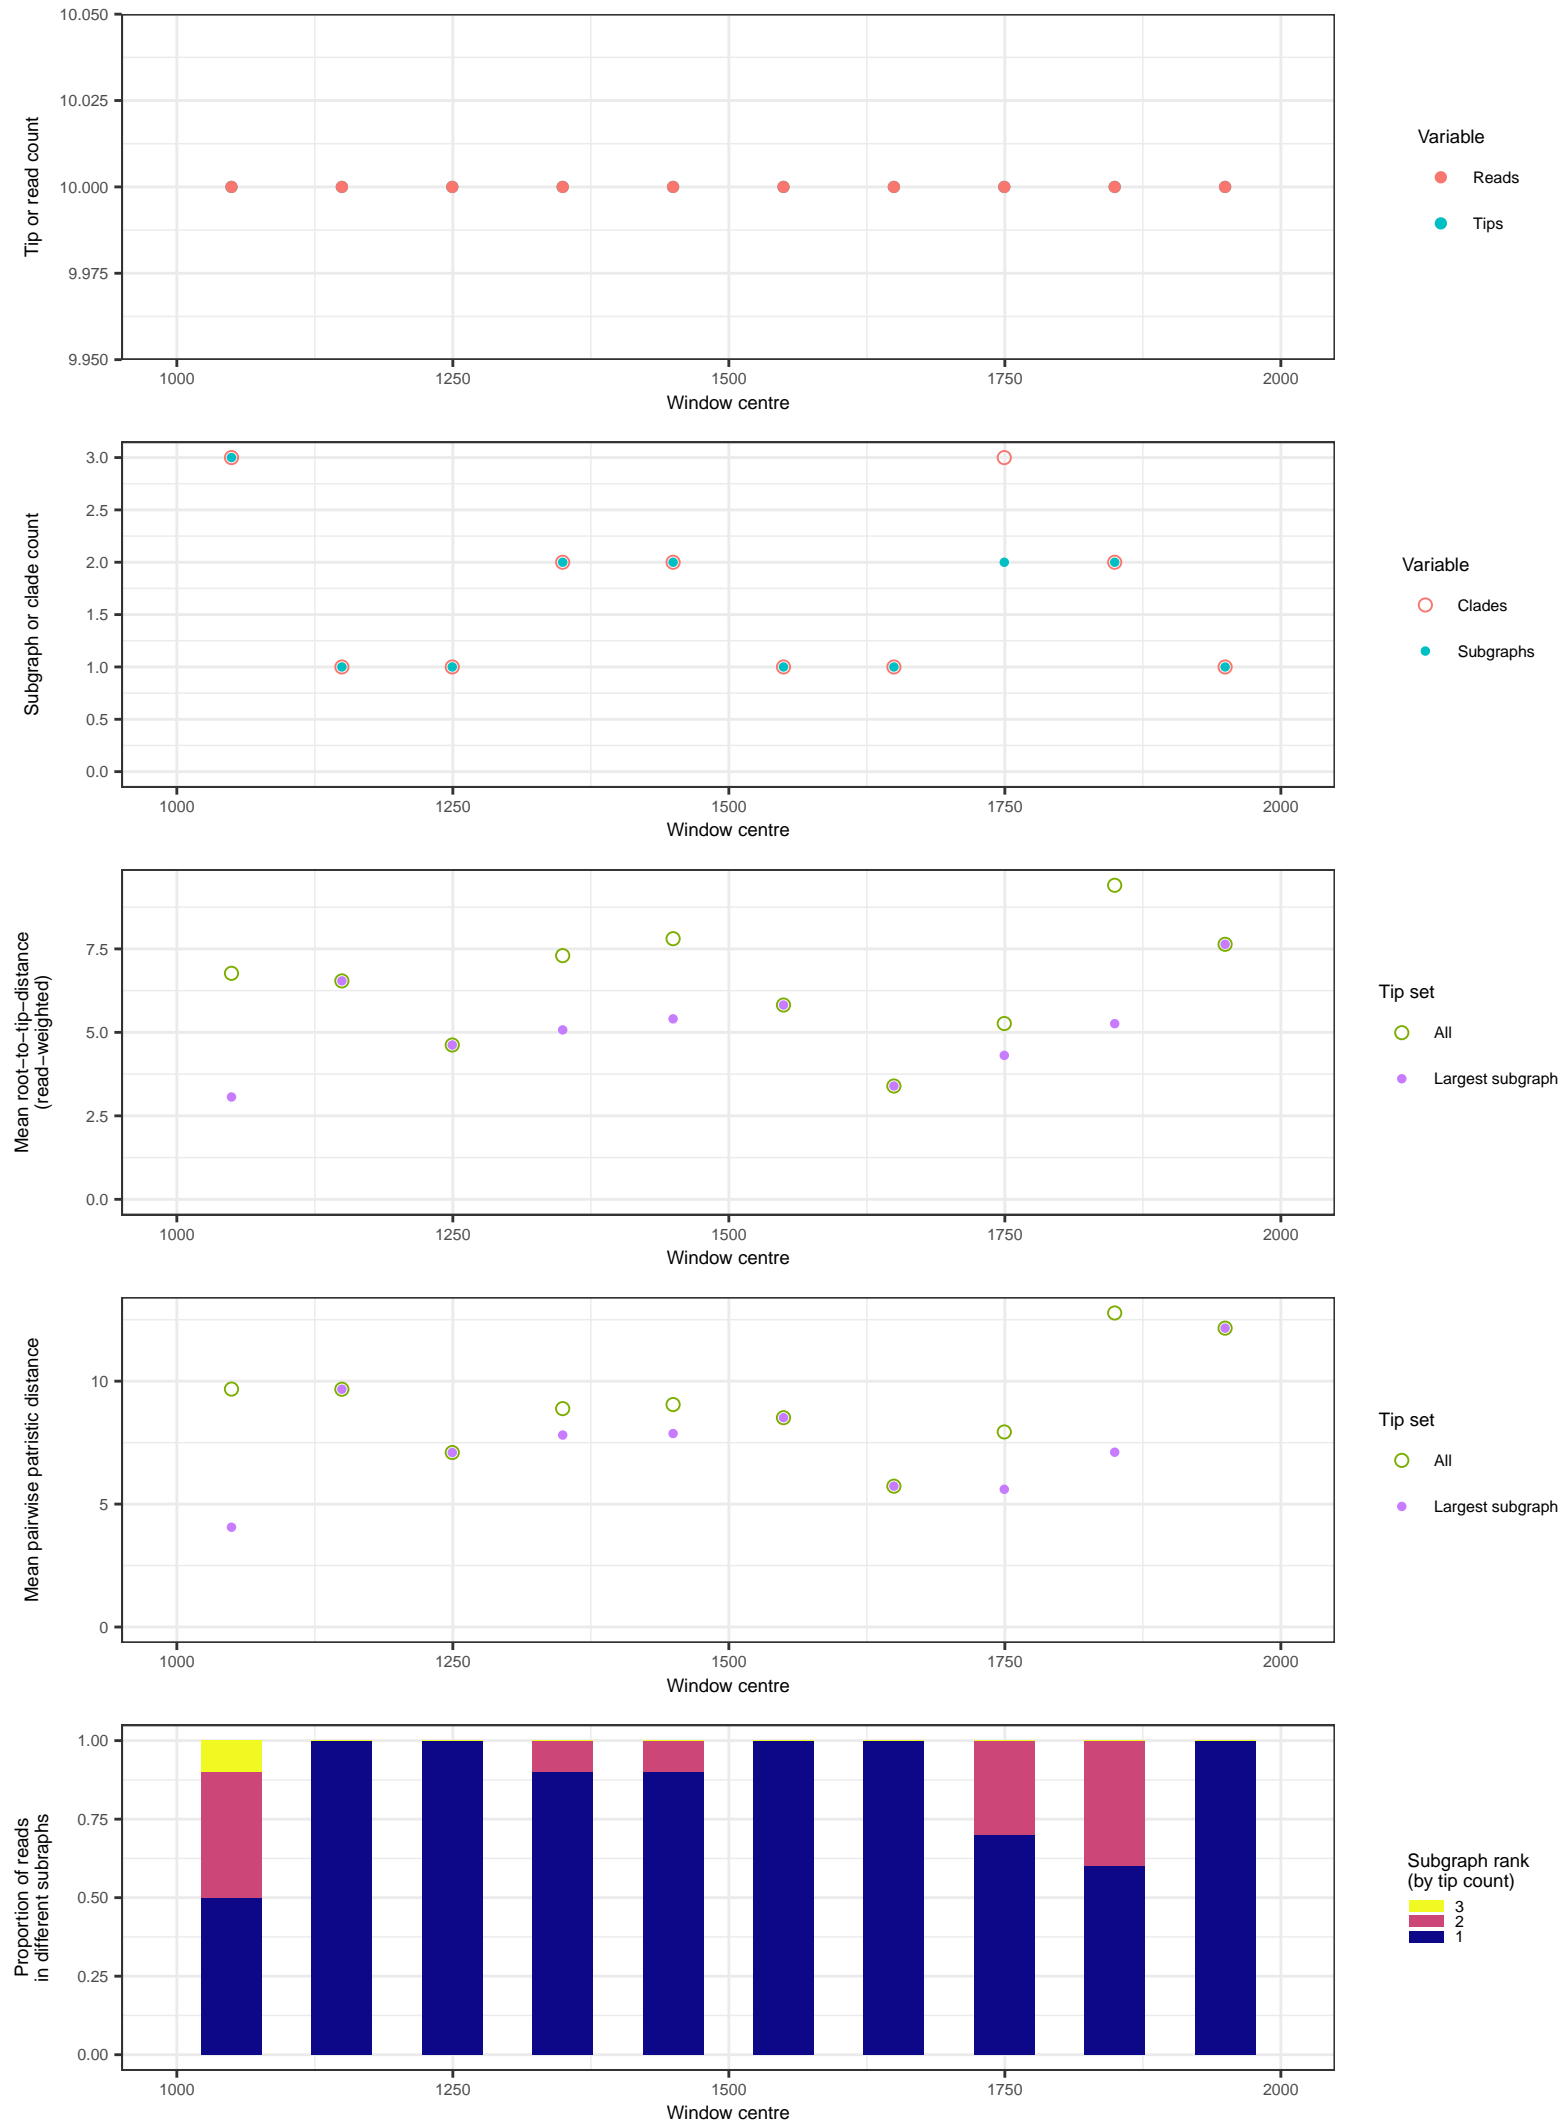 10.050
10.025
10.000
9.975
9.950
Tip or read count
1000 1250 1500 1750 2000
Window centre
Variable
Reads
Tips
3.0
2.5
2.0
1.5
1.0
0.5
0.0
Subgraph or clade count
1000 1250 1500 1750 2000
Window centre
Variable
Clades
Subgraphs
7.5
5.0
2.5
0.0
Mean root−to−tip−distance
(read−weighted)
1000 1250 1500 1750 2000
Window centre
Tip set
All
Largest subgraph
10
5
0
Mean pairwise patristic distance
1000 1250 1500 1750 2000
Window centre
Tip set
All
Largest subgraph
1.00
0.75
0.50
0.25
0.00
Proportion of reads
in different subraphs
1000 1250 1500 1750 2000
Window centre
Subgraph rank
(by tip count)
3
2
1